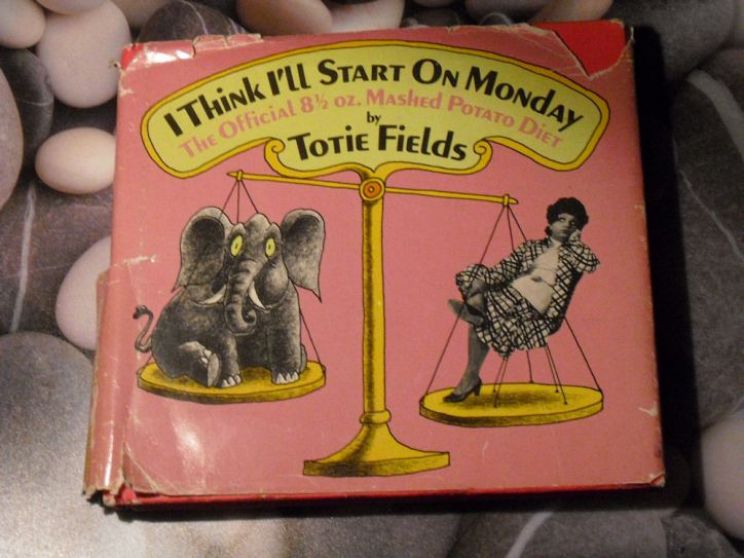 I Think I'll Start On Monday
The Official 8½ oz. Mashed Potato Diet
by
Totie Fields